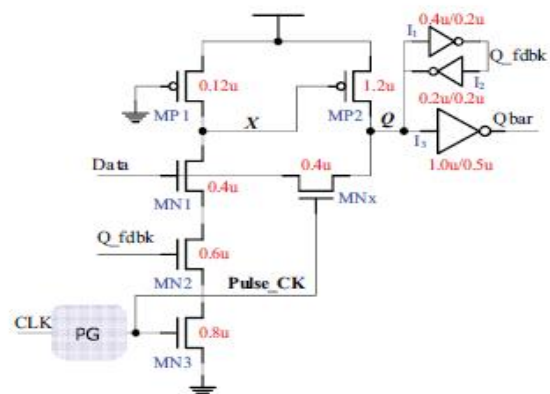 0.4u/0.2u
I1
Q_fdbk
I2
0.12u
1.2u
MP1
X
MP2
Q
0.2u/0.2u
Qbar
I3
1.0u/0.5u
Data
0.4u
0.4u
MN1
MNx
Q_fdbk
0.6u
MN2
Pulse_CK
CLK
PG
0.8u
MN3